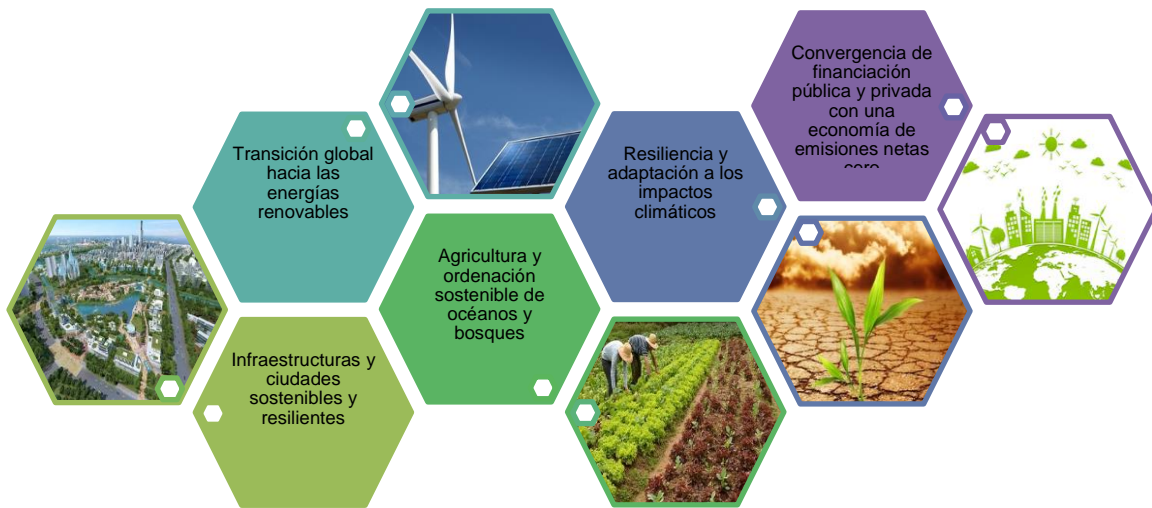 Infraestructuras y
ciudades
sostenibles y
resilientes
Transición global
hacia las
energías
renovables
Agricultura y
ordenación
sostenible de
océanos y
bosques
Resiliencia y
adaptación a los
impactos
climáticos
Convergencia de
financiación
pública y privada
con una
economía de
emisiones netas
cero